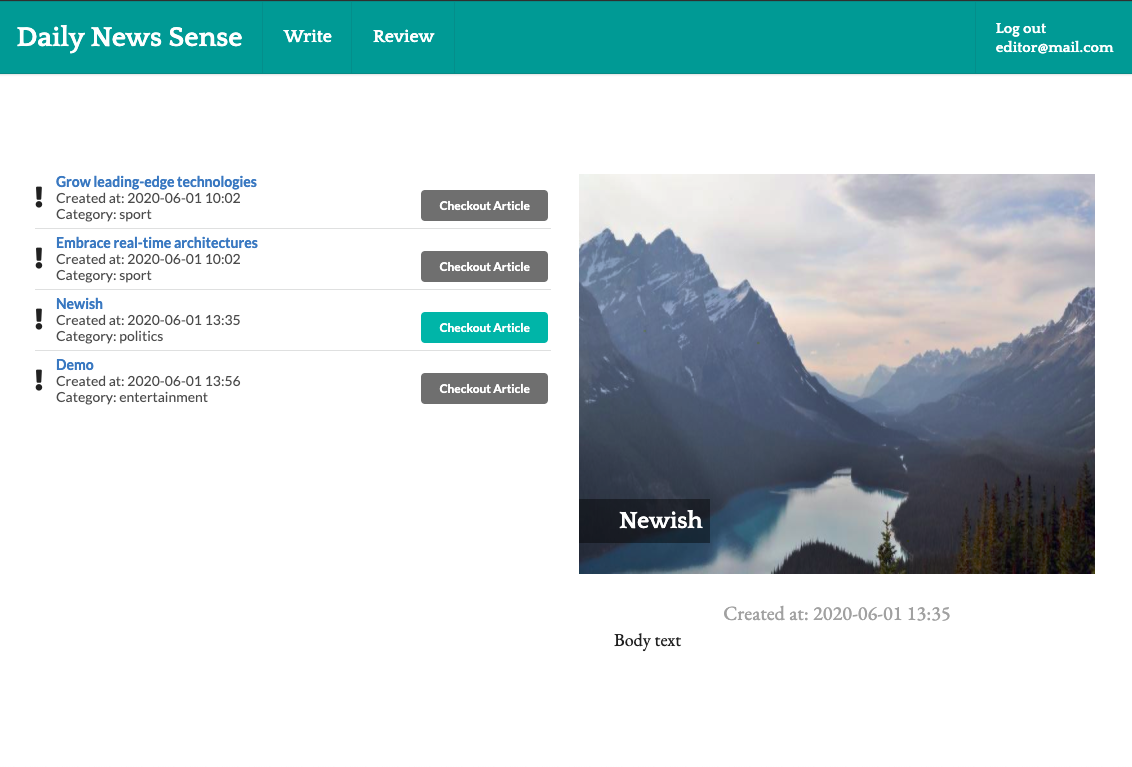 Daily News Sense
Write
Review
Log out
editor@mail.com
Grow leading-edge technologies
Created at: 2020-06-01 10:02
Category: sport
Checkout Article
Embrace real-time architectures
Created at: 2020-06-01 10:02
Category: sport
Checkout Article
Newish
Created at: 2020-06-01 13:35
Category: politics
Checkout Article
Demo
Created at: 2020-06-01 13:56
Category: entertainment
Checkout Article
Newish
Created at: 2020-06-01 13:35
Body text